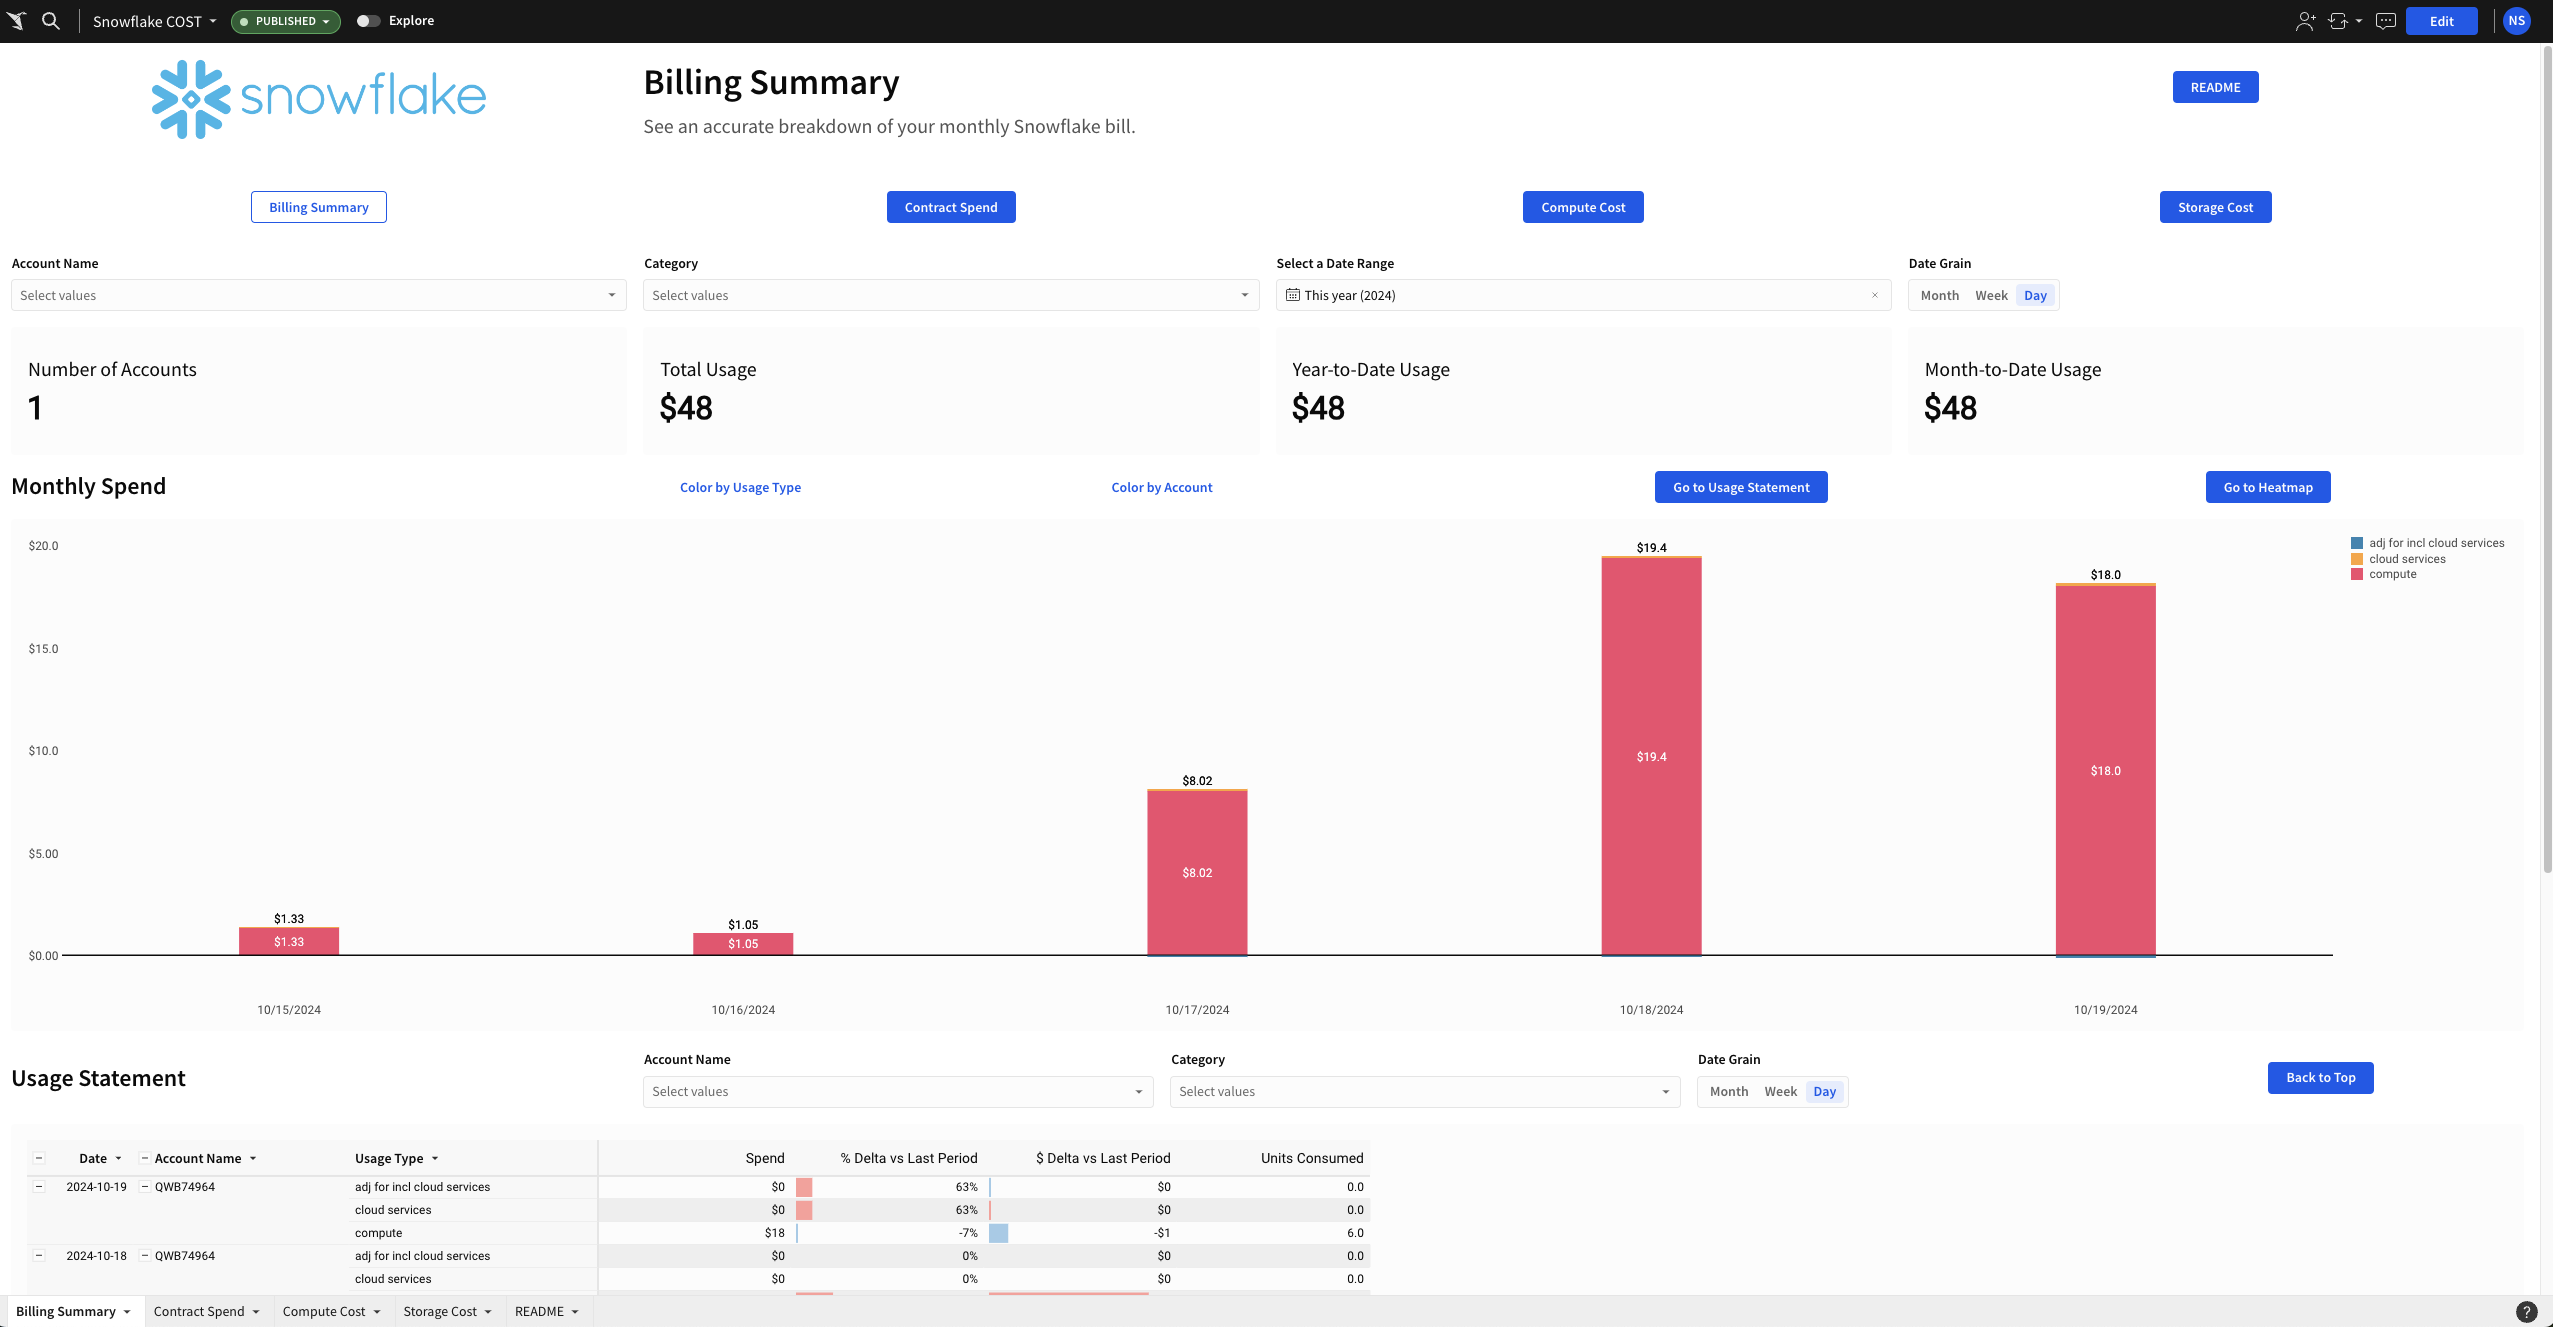 Snowflake COST PUBLISHED Explore Edit NS
snowflake
Billing Summary
See an accurate breakdown of your monthly Snowflake bill.
README
Billing Summary Contract Spend Compute Cost Storage Cost
Account Name Category Select a Date Range Date Grain
Select values Select values This year (2024) × Month Week Day
Number of Accounts Total Usage Year-to-Date Usage Month-to-Date Usage
1 $48 $48 $48
Monthly Spend Color by Usage Type Color by Account Go to Usage Statement Go to Heatmap
adj for incl cloud services
cloud services
compute
$20.0
$15.0
$10.0
$5.00
$0.00
$1.33
$1.33
$1.05
$1.05
$8.02
$8.02
$19.4
$19.4
$18.0
$18.0
10/15/2024 10/16/2024 10/17/2024 10/18/2024 10/19/2024
Usage Statement
Account Name Category Date Grain
Select values Select values Month Week Day
Back to Top
Date Account Name Usage Type Spend % Delta vs Last Period $ Delta vs Last Period Units Consumed
2024-10-19 QWB74964 adj for incl cloud services $0 63% $0 0.0
cloud services $0 63% $0 0.0
compute $18 -7% -$1 6.0
2024-10-18 QWB74964 adj for incl cloud services $0 0% $0 0.0
cloud services $0 0% $0 0.0
Billing Summary Contract Spend Compute Cost Storage Cost README ?